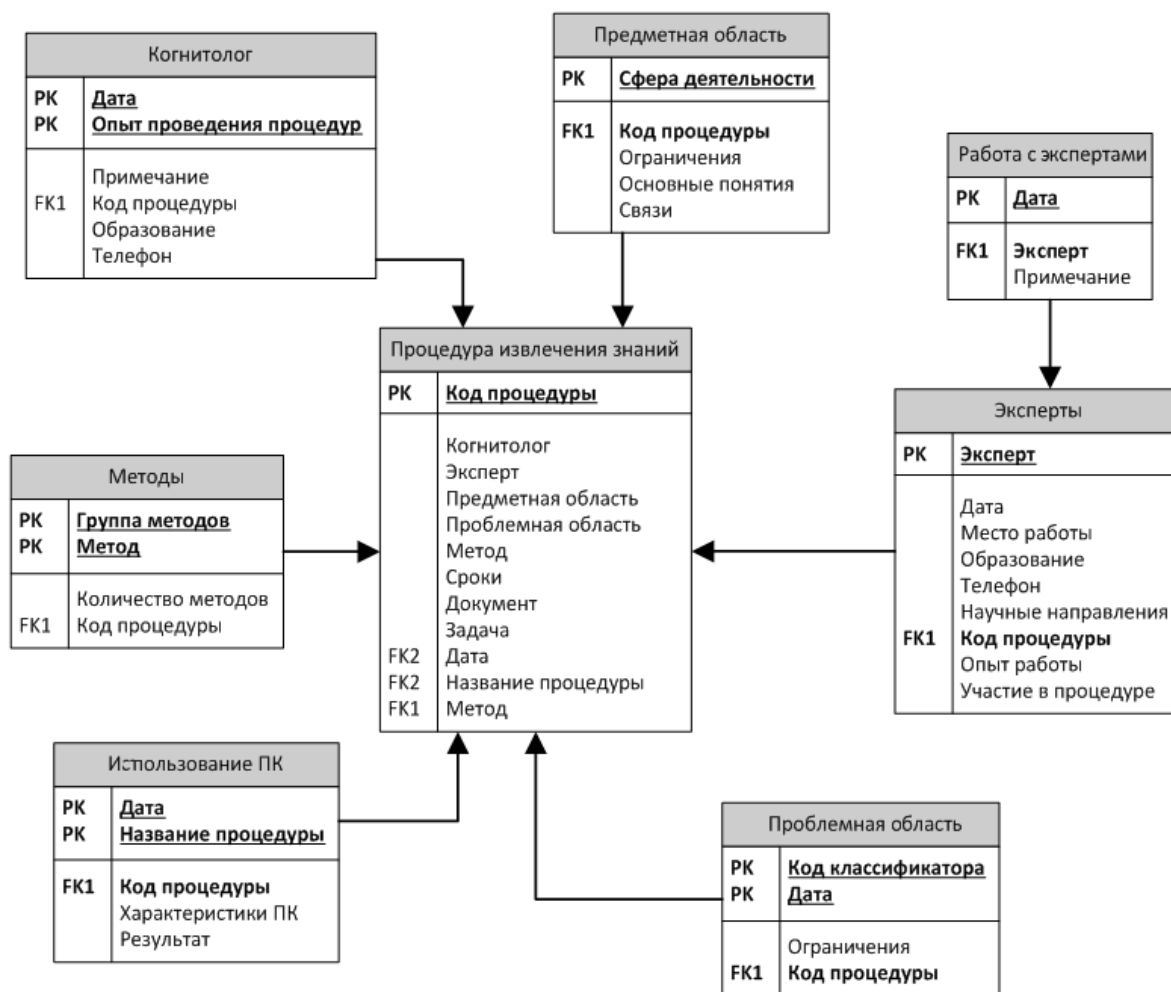 Когнитолог
PK Дата
PK Опыт проведения процедур
Примечание
FK1 Код процедуры
Образование
Телефон
Предметная область
PK Сфера деятельности
FK1 Код процедуры
Ограничения
Основные понятия
Связи
Работа с экспертами
PK Дата
FK1 Эксперт
Примечание
Процедура извлечения знаний
PK Код процедуры
Когнитолог
Эксперт
Предметная область
Проблемная область
Метод
Сроки
Документ
Задача
FK2 Дата
FK2 Название процедуры
FK1 Метод
Эксперты
PK Эксперт
Дата
Место работы
Образование
Телефон
Научные направления
FK1 Код процедуры
Опыт работы
Участие в процедуре
Методы
PK Группа методов
PK Метод
Количество методов
FK1 Код процедуры
Использование ПК
PK Дата
PK Название процедуры
FK1 Код процедуры
Характеристики ПК
Результат
Проблемная область
PK Код классификатора
PK Дата
Ограничения
FK1 Код процедуры